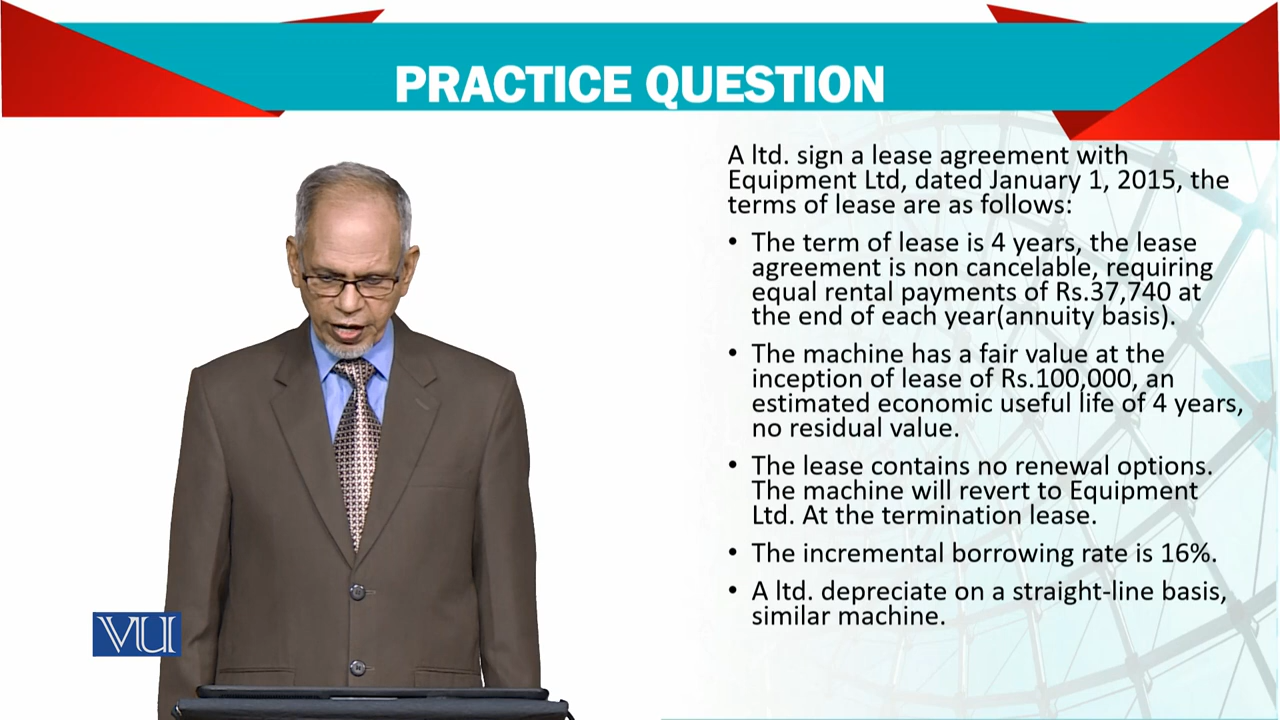 PRACTICE QUESTION
A ltd. sign a lease agreement with
Equipment Ltd, dated January 1, 2015, the
terms of lease are as follows:
• The term of lease is 4 years, the lease
agreement is non cancelable, requiring
equal rental payments of Rs.37,740 at
the end of each year(annuity basis).
• The machine has a fair value at the
inception of lease of Rs.100,000, an
estimated economic useful life of 4 years,
no residual value.
• The lease contains no renewal options.
The machine will revert to Equipment
Ltd. At the termination lease.
• The incremental borrowing rate is 16%.
• A ltd. depreciate on a straight-line basis,
similar machine.
VU